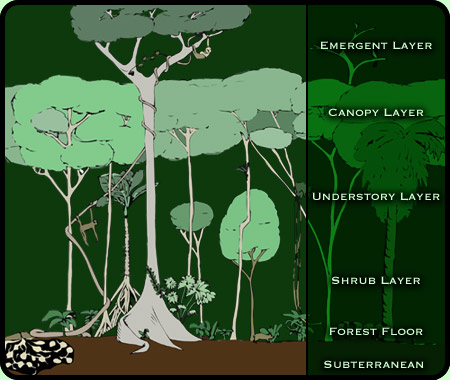 Emergent Layer
Canopy Layer
Understory Layer
Shrub Layer
Forest Floor
Subterranean